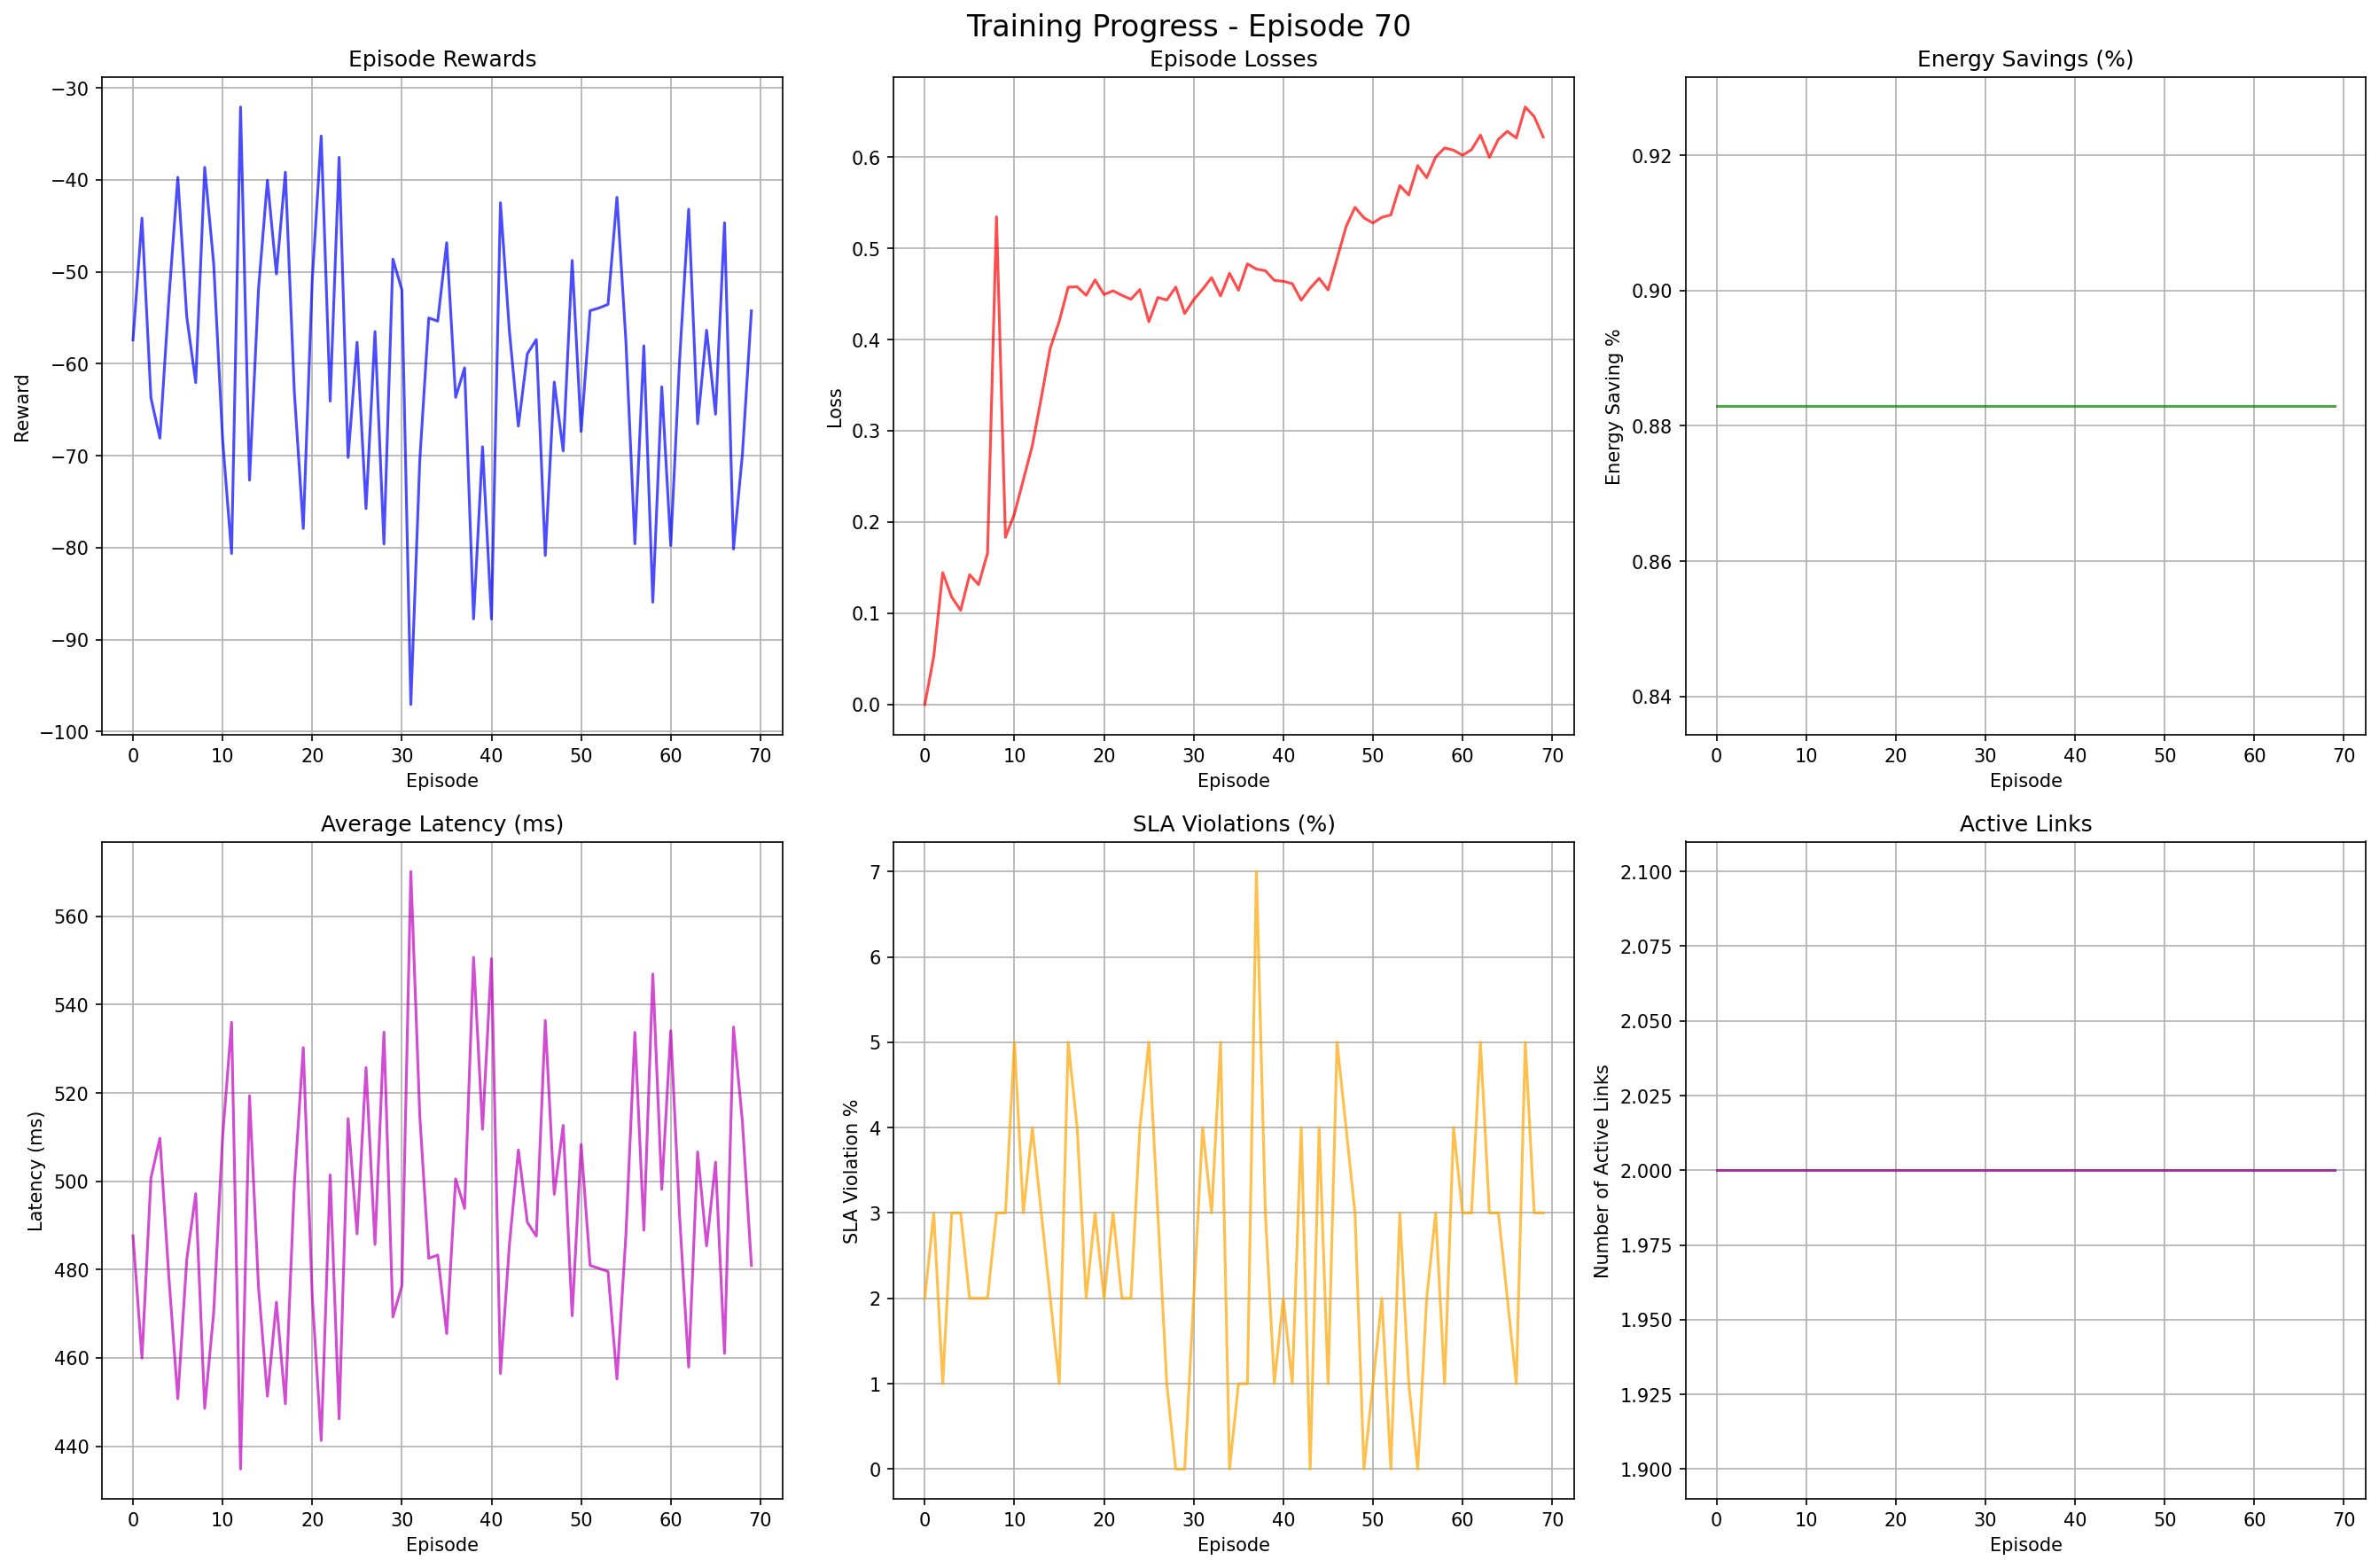 Training Progress - Episode 70
Episode Rewards
Reward
−30
−40
−50
−60
−70
−80
−90
−100
0 10 20 30 40 50 60 70
Episode
Episode Losses
Loss
0.6
0.5
0.4
0.3
0.2
0.1
0.0
0 10 20 30 40 50 60 70
Episode
Energy Savings (%)
Energy Saving %
0.92
0.90
0.88
0.86
0.84
0 10 20 30 40 50 60 70
Episode
Average Latency (ms)
Latency (ms)
560
540
520
500
480
460
440
0 10 20 30 40 50 60 70
Episode
SLA Violations (%)
SLA Violation %
7
6
5
4
3
2
1
0
0 10 20 30 40 50 60 70
Episode
Active Links
Number of Active Links
2.100
2.075
2.050
2.025
2.000
1.975
1.950
1.925
1.900
0 10 20 30 40 50 60 70
Episode